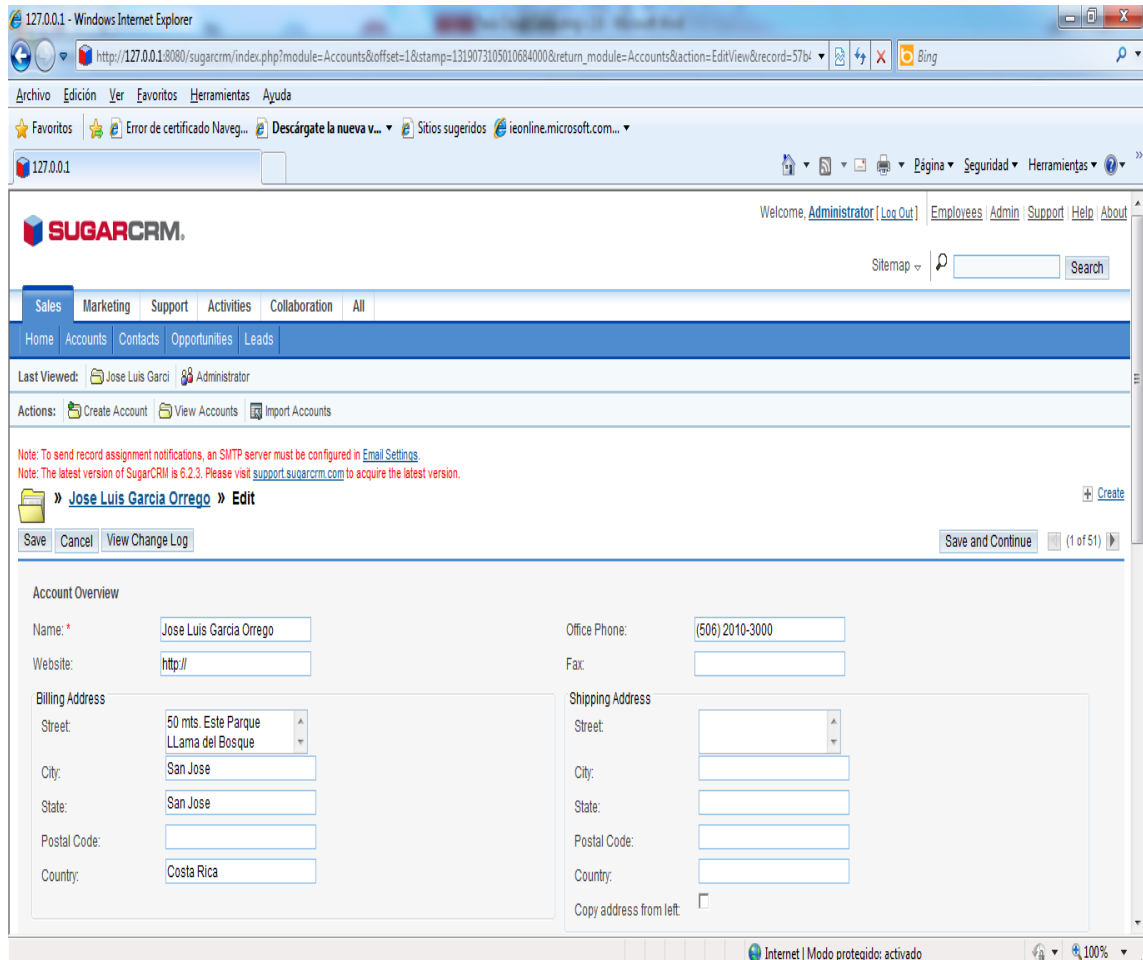 127.0.0.1 - Windows Internet Explorer
http://127.0.0.1:8080/sugarcrm/index.php?module=Accounts&offset=1&stamp=1319073105010684000&return_module=Accounts&action=EditView&record=57b
Bing
Archivo Edición Ver Favoritos Herramientas Ayuda
Favoritos Error de certificado Naveg... Descárgate la nueva v... Sitios sugeridos ieonline.microsoft.com...
127.0.0.1 Página Seguridad Herramientas
SUGARCRM.
Welcome, Administrator [ Log Out ] Employees | Admin | Support | Help | About
Sitemap Search
Sales Marketing Support Activities Collaboration All
Home Accounts Contacts Opportunities Leads
Last Viewed: Jose Luis Garci Administrator
Actions: Create Account View Accounts Import Accounts
Note: To send record assignment notifications, an SMTP server must be configured in Email Settings.
Note: The latest version of SugarCRM is 6.2.3. Please visit support.sugarcrm.com to acquire the latest version.
» Jose Luis Garcia Orrego » Edit
Create
Save Cancel View Change Log Save and Continue (1 of 51)
Account Overview
Name: * Jose Luis Garcia Orrego Office Phone: (506) 2010-3000
Website: http:// Fax:
Billing Address Shipping Address
Street: 50 mts. Este Parque Street:
LLama del Bosque
City: San Jose City:
State: San Jose State:
Postal Code: Postal Code:
Country: Costa Rica Country:
Copy address from left:
Internet | Modo protegido: activado 100%